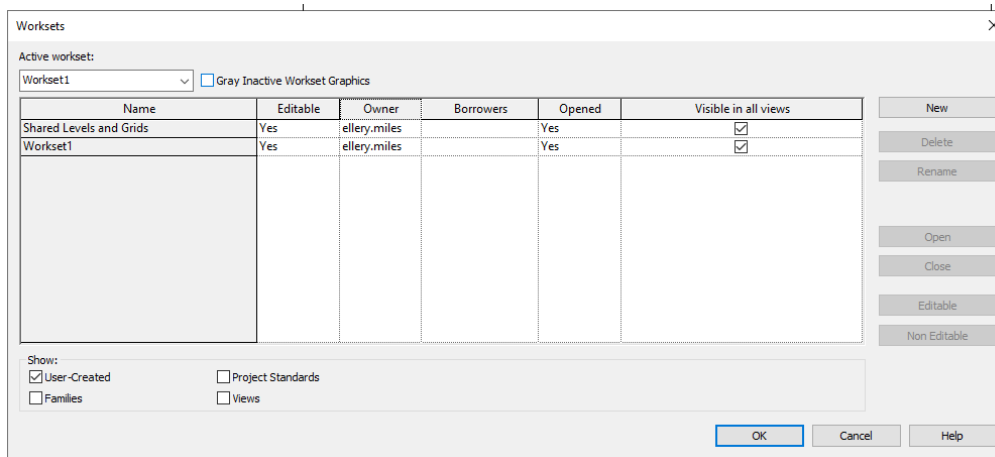 Worksets
Active workset:
Workset1
Gray Inactive Workset Graphics
Name Editable Owner Borrowers Opened Visible in all views
Shared Levels and Grids Yes ellery.miles Yes
Workset1 Yes ellery.miles Yes
New
Delete
Rename
Open
Close
Editable
Non Editable
Show:
User-Created Project Standards
Families Views
OK Cancel Help